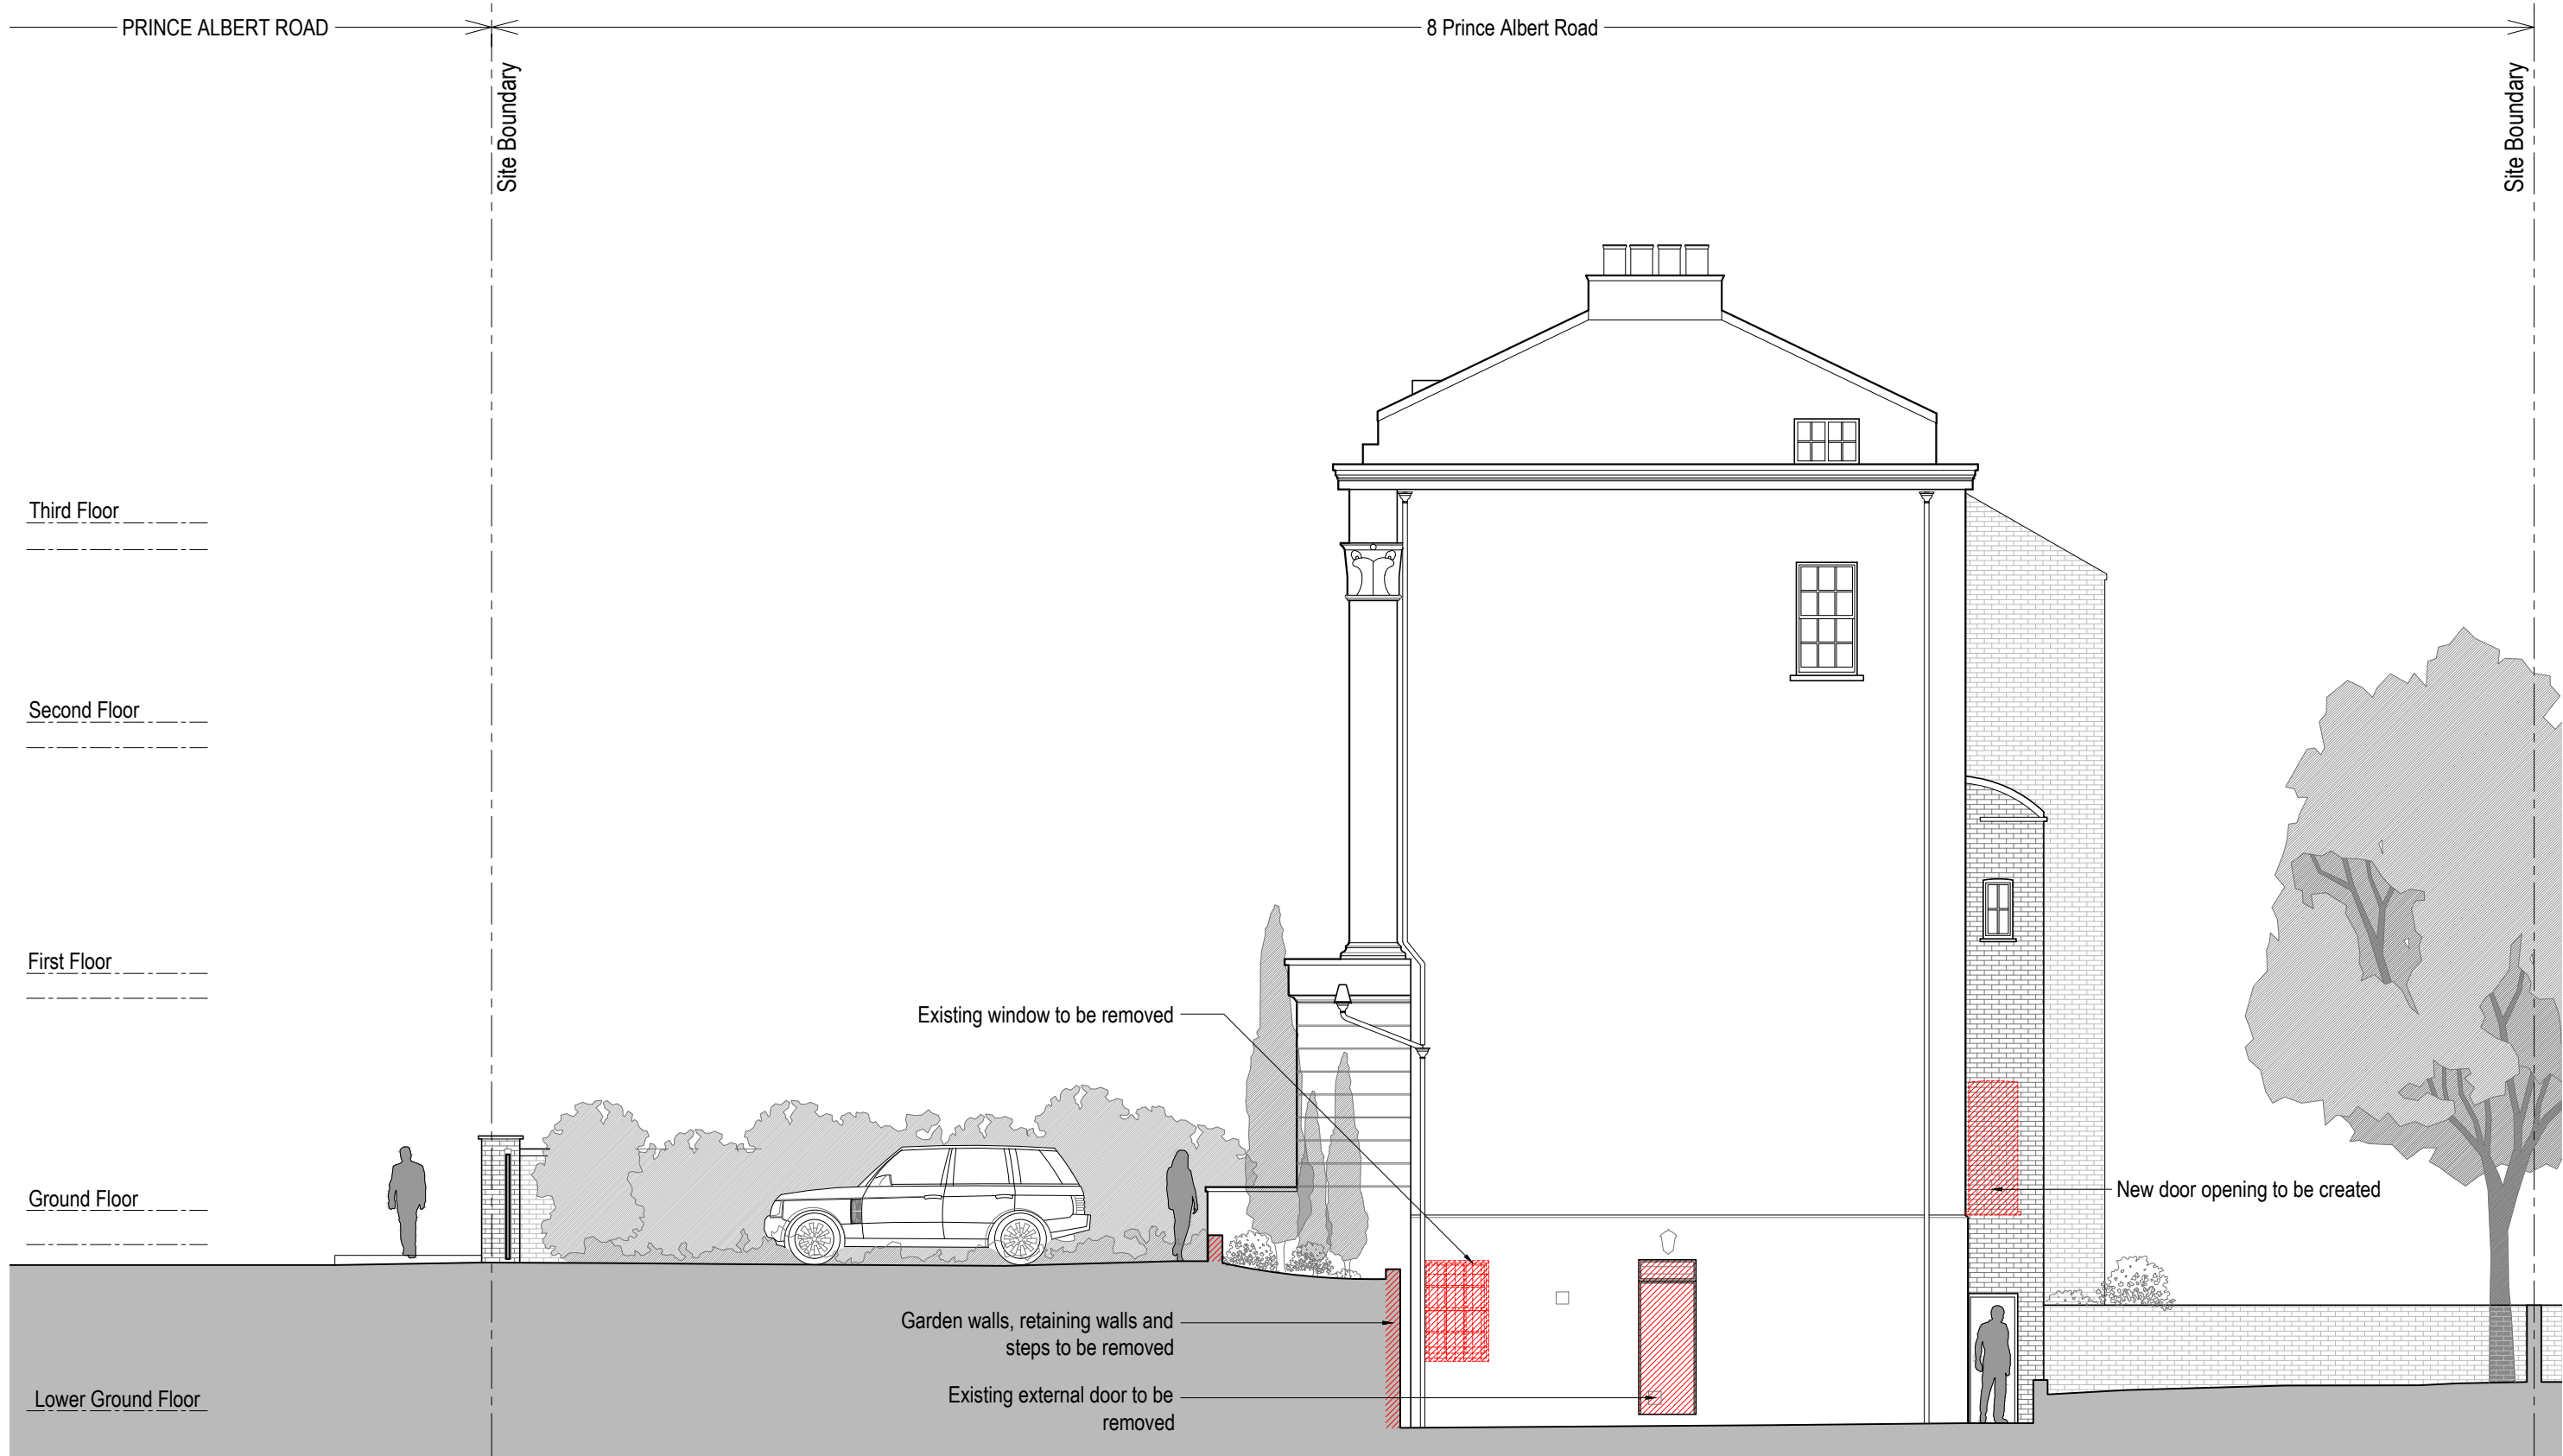 PRINCE ALBERT ROAD
8 Prince Albert Road
Site Boundary
Site Boundary
Third Floor
Second Floor
First Floor
Existing window to be removed
Ground Floor
New door opening to be created
Garden walls, retaining walls and
steps to be removed
Existing external door to be
removed
Lower Ground Floor